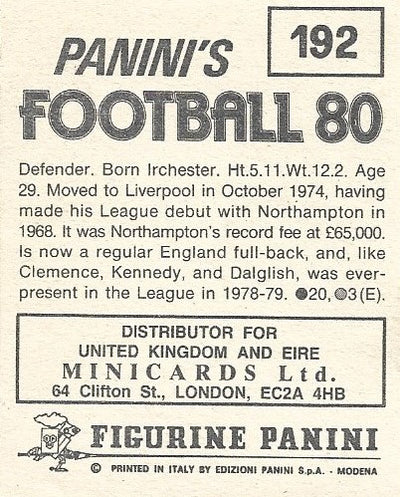 192
PANINI'S
FOOTBALL 80
Defender. Born Irchester. Ht.5.11.Wt.12.2. Age
29. Moved to Liverpool in October 1974, having
made his League debut with Northampton in
1968. It was Northampton's record fee at £65,000.
Is now a regular England full-back, and, like
Clemence, Kennedy, and Dalglish, was ever-
present in the League in 1978-79. ●20, ●3(E).
DISTRIBUTOR FOR
UNITED KINGDOM AND EIRE
MINICARDS Ltd.
64 Clifton St., LONDON, EC2A 4HB
FIGURINE PANINI
© PRINTED IN ITALY BY EDIZIONI PANINI S.p.A. - MODENA